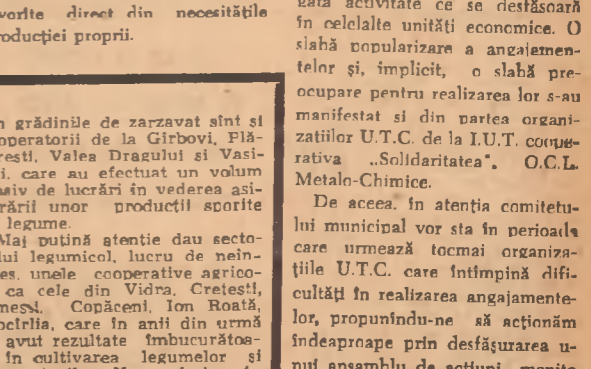 direct din necesitățile
producției proprii.
grădinile de zarzavat sînt și
cooperatorii de la Gîrbovi, Plă-
rești, Valea Dragului și Vasi-
care au efectuat un volum
de lucrări în vederea asi-
gurării unor producții sporite
legume.
Mai puțină atenție dau secto-
rului legumicol, lucru de neîn-
unele cooperative agrico-
ca cele din Vidra, Crețești,
Copăceni, Ion Roată,
care în anii din urmă
avut rezultate îmbucurătoa-
în cultivarea legumelor și
activitate ce se desfășoară
în celelalte unități economice. O
slabă popularizare a angajamen-
telor și, implicit, o slabă pre-
ocupare pentru realizarea lor s-au
manifestat și din partea organi-
zațiilor U.T.C. de la I.U.T. coope-
rativa „Solidaritatea", O.C.L.
Metalo-Chimice.
De aceea, în atenția comitetu-
lui municipal vor sta în perioada
care urmează tocmai organiza-
țiile U.T.C. care întîmpină difi-
cultăți în realizarea angajamente-
lor, propunîndu-ne să acționăm
îndeaproape prin desfășurarea u-
nui ansamblu de acțiuni